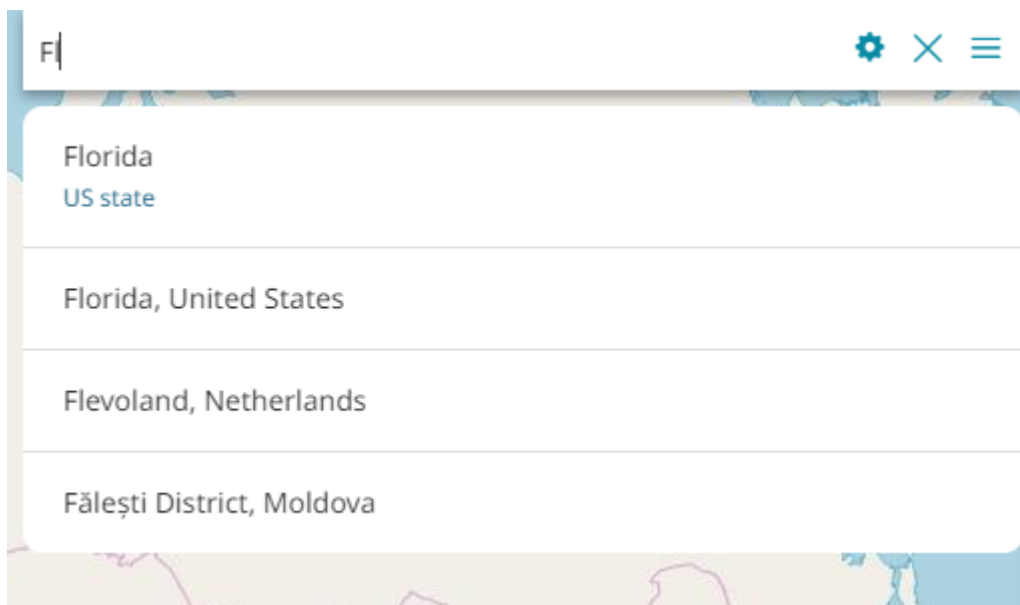 Fl
Florida
US state
Florida, United States
Flevoland, Netherlands
Fălești District, Moldova